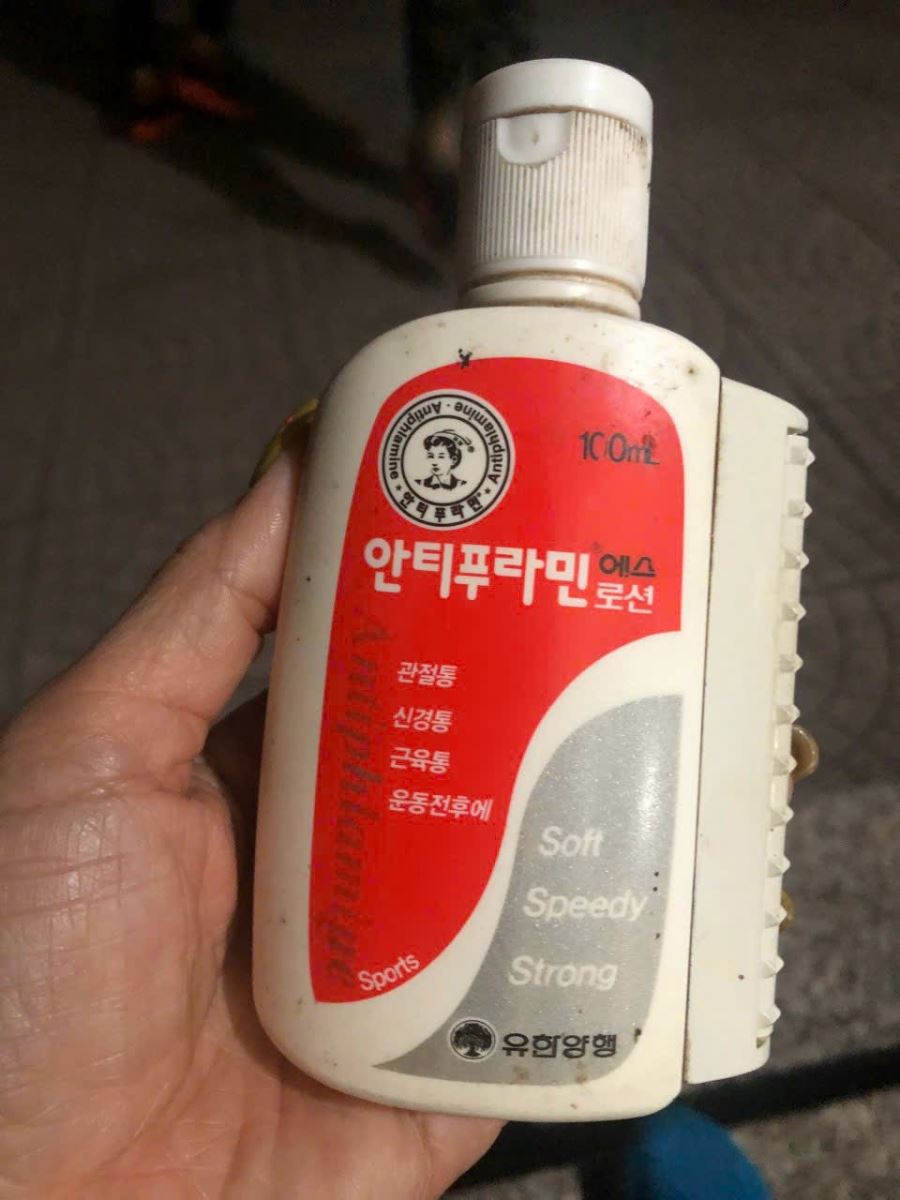 Antiphlamine · Antiphlamine
안티푸라민
100mL
안티푸라민® 에스
로션
관절통
신경통
근육통
운동전후에
Antiphlamine
Sports
Soft
Speedy
Strong
유한양행